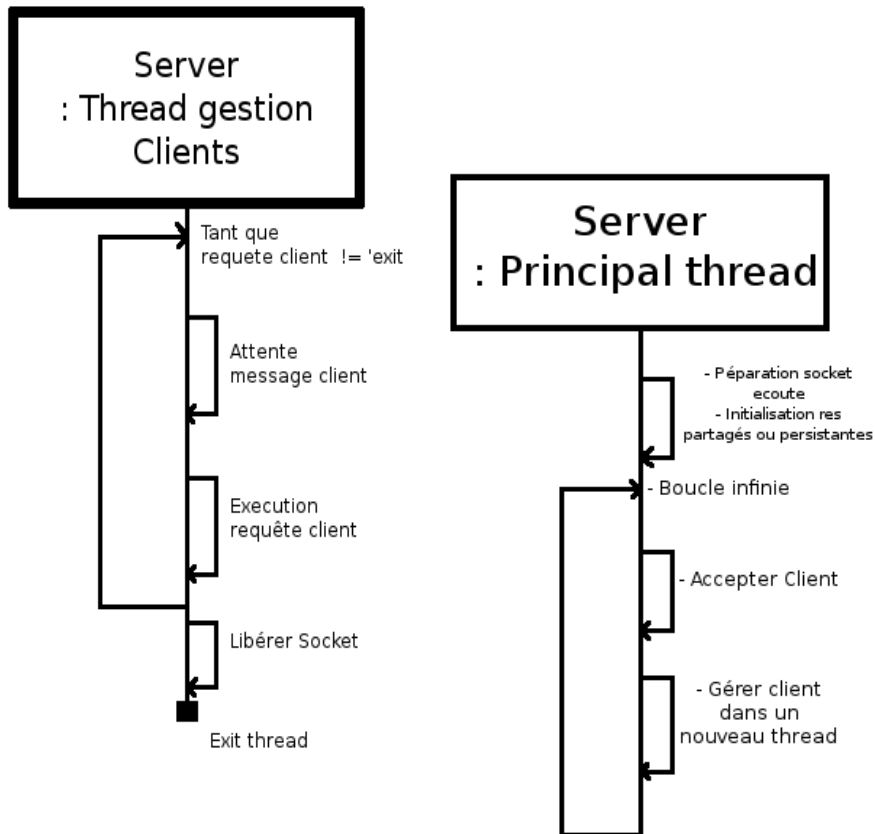 Server
: Thread gestion
Clients
Tant que
requete client != 'exit
Attente
message client
Execution
requête client
Libérer Socket
Exit thread
Server
: Principal thread
- Péparation socket
ecoute
- Initialisation res
partagés ou persistantes
- Boucle infinie
- Accepter Client
- Gérer client
dans un
nouveau thread